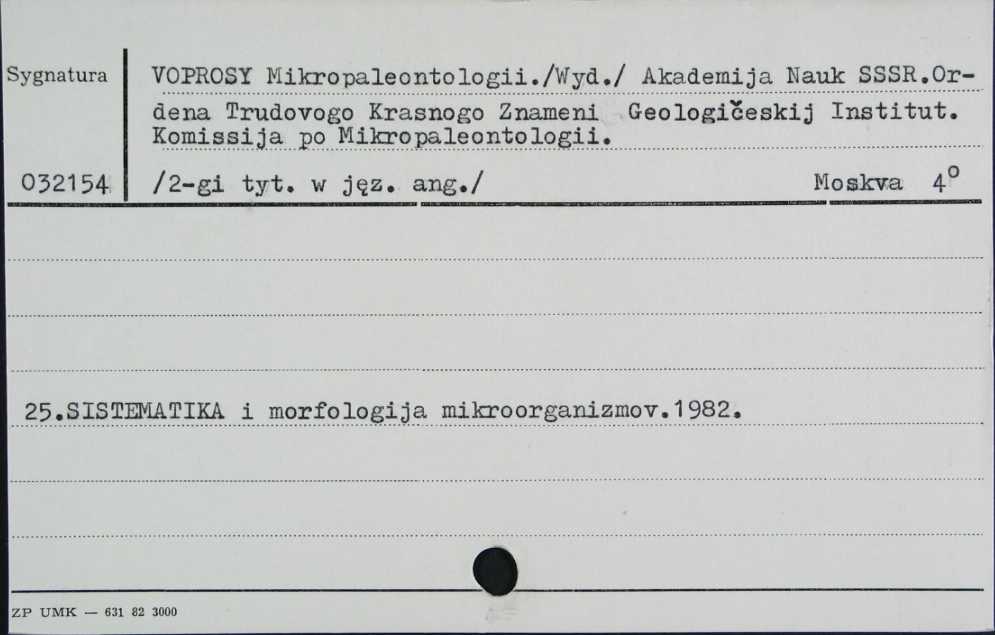 Sygnatura
VOPROSY Mikropaleontologii./Wyd./ Akademija Nauk SSSR.Or-
dena Trudovogo Krasnogo Znameni Geologičeskij Institut.
Komissija po Mikropaleontologii.
032154 /2-gi tyt. w jęz. ang./ Moskva 4°
25.SISTEMATIKA i morfologija mikroorganizmov.1982.
ZP UMK — 631 82 3000